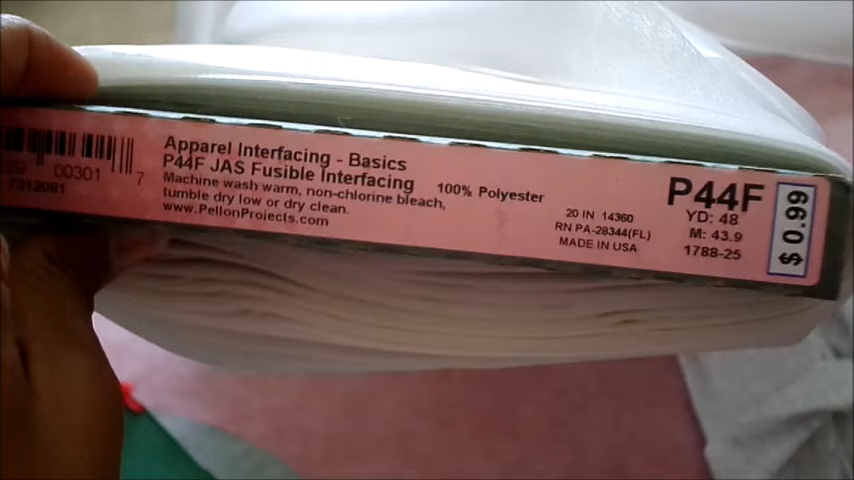 Apparel Interfacing - Basics
P44F JAS Fusible Interfacing
Machine wash warm, non-chlorine bleach,
tumble dry low or dry clean.
www.PellonProjects.com
100% Polyester
20 IN 14360
RN PA-28344(FL)
MADE IN USA
P44F
YD: 48
M: 43.9
1788-25
$0.69
00301 7
7012081